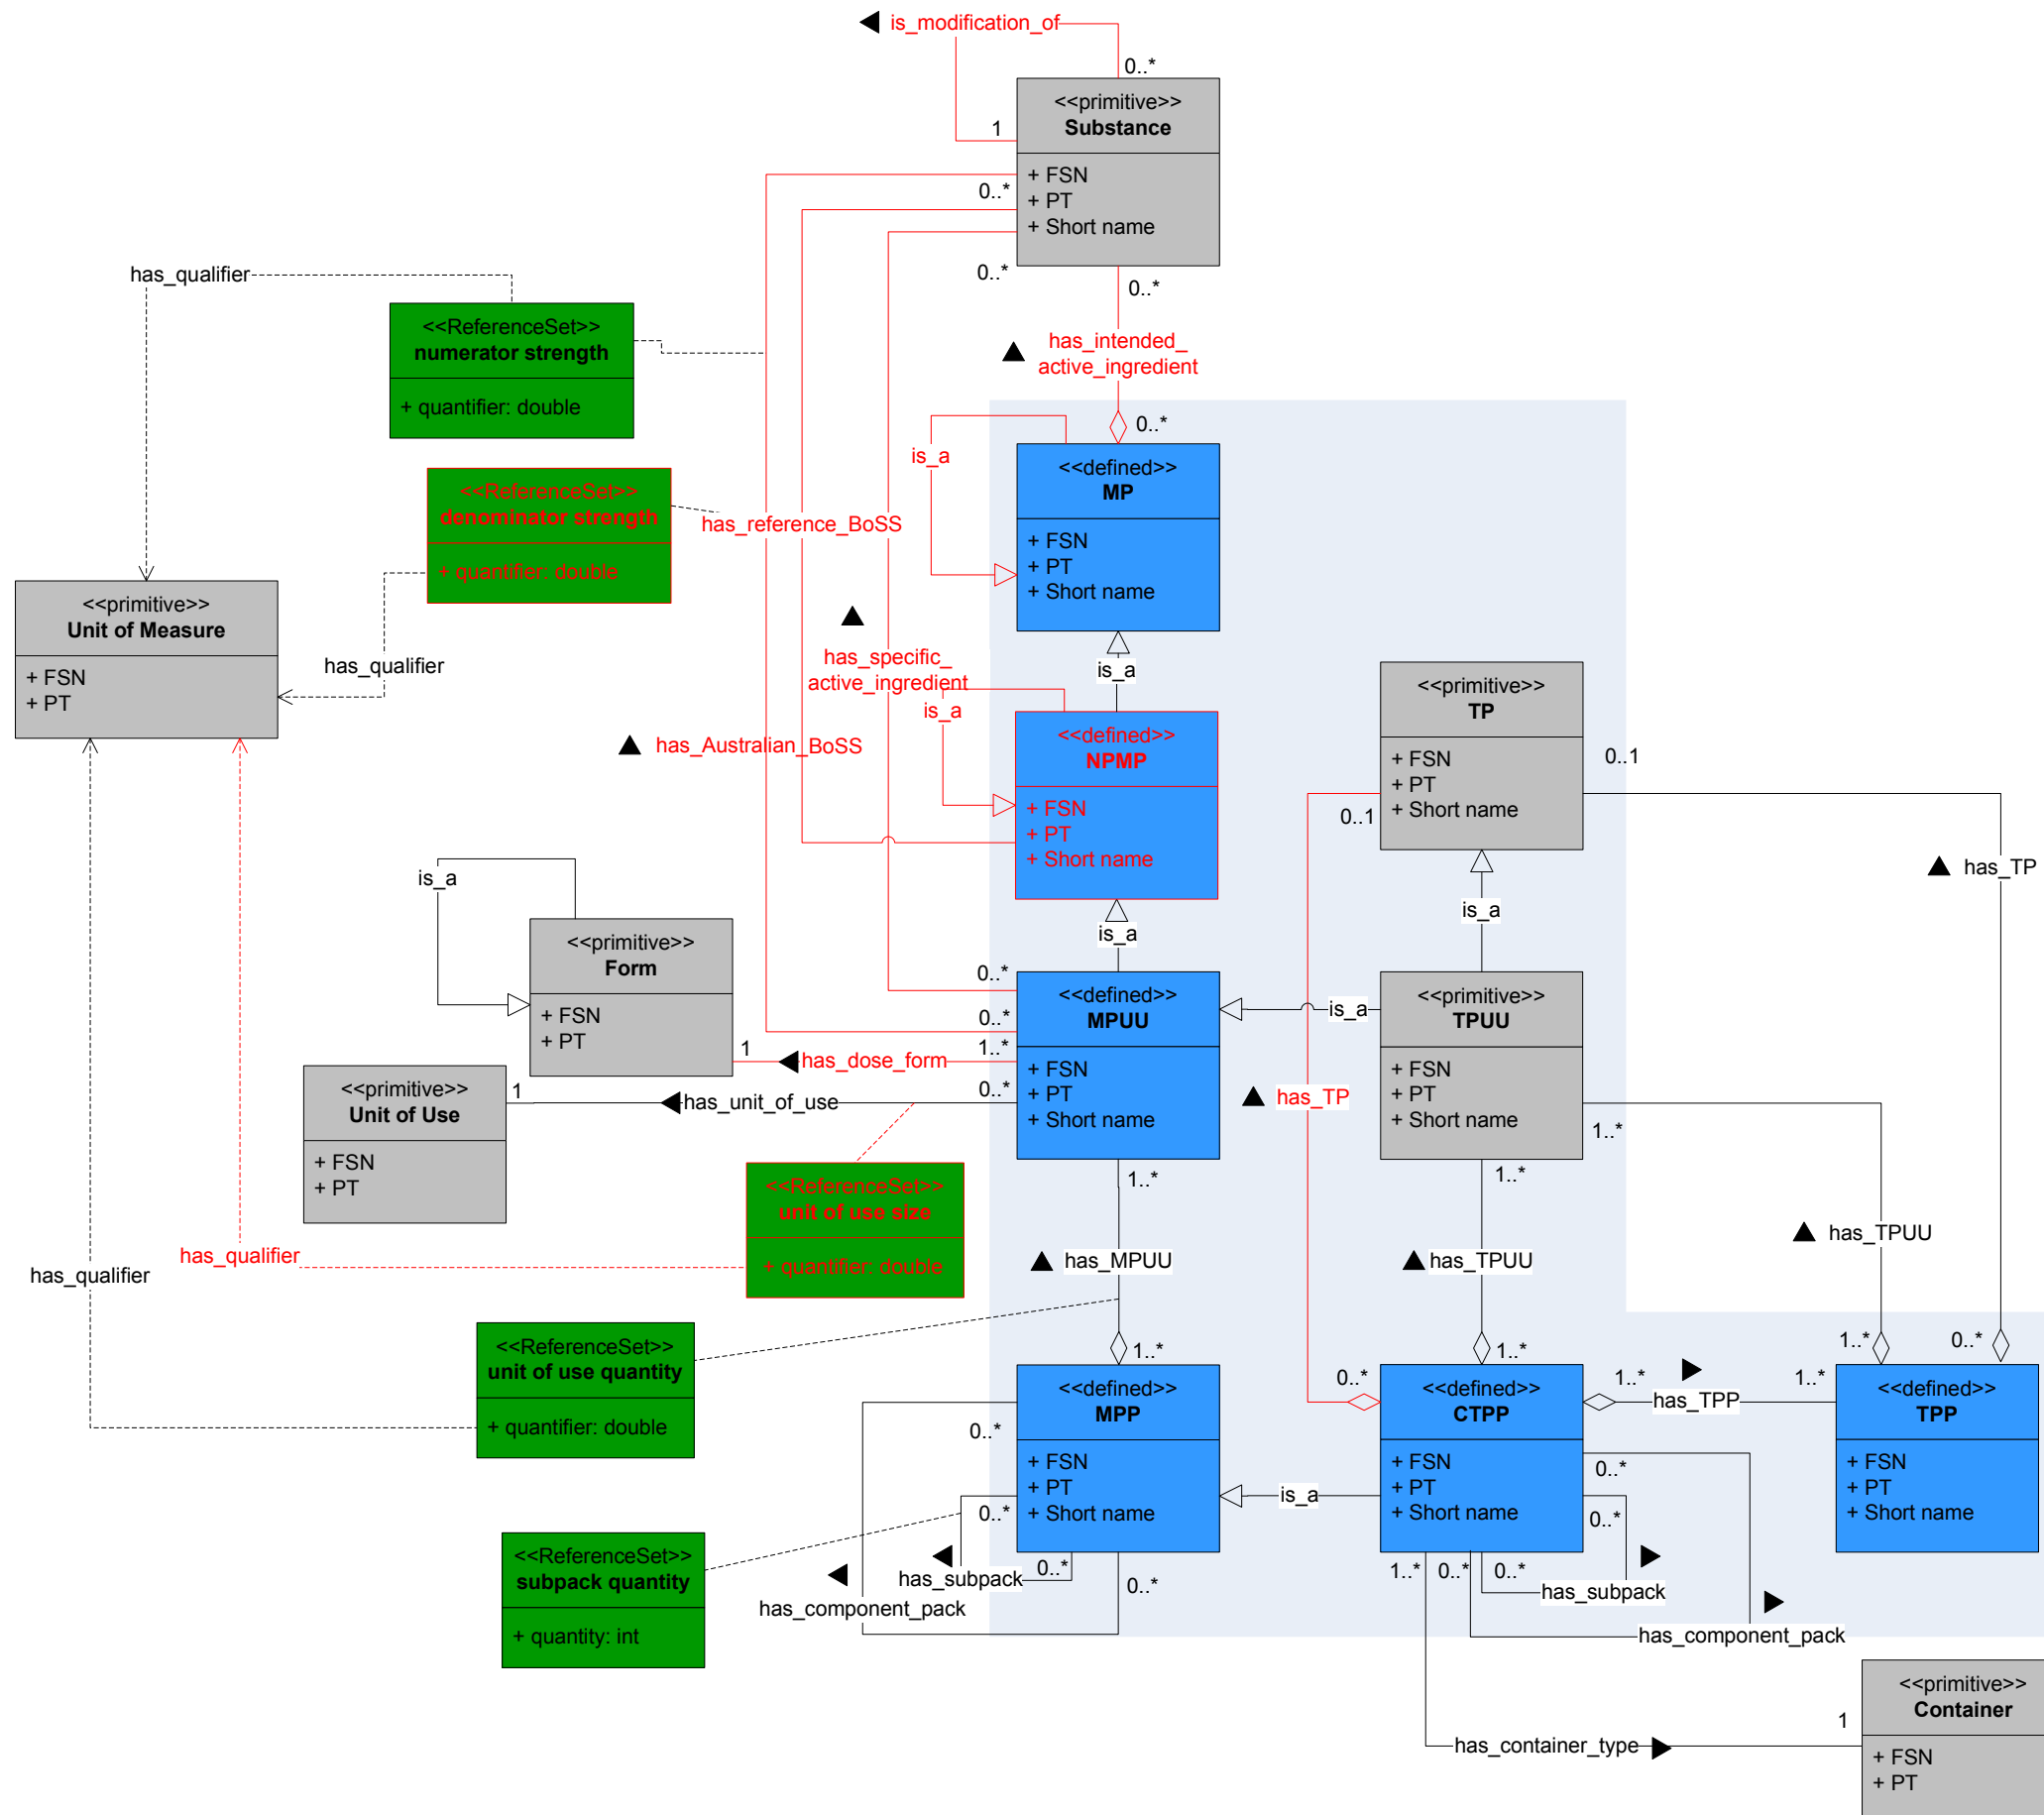 is_modification_of
0..*
1
<<primitive>>
Substance
+ FSN
+ PT
+ Short name
0..*
0..*
0..*
has_qualifier
<<ReferenceSet>>
numerator strength
+ quantifier: double
has_intended_
active_ingredient
0..*
is_a
<<defined>>
MP
+ FSN
+ PT
+ Short name
<<ReferenceSet>>
denominator strength
+ quantifier: double
has_reference_BoSS
<<primitive>>
Unit of Measure
+ FSN
+ PT
has_qualifier
has_specific_
active_ingredient
is_a
is_a
has_Australian_BoSS
<<defined>>
NPMP
+ FSN
+ PT
+ Short name
<<primitive>>
TP
+ FSN
+ PT
+ Short name
0..1
0..1
has_TP
is_a
is_a
is_a
<<primitive>>
Form
+ FSN
+ PT
0..*
0..*
1..*
0..*
<<defined>>
MPUU
+ FSN
+ PT
+ Short name
is_a
<<primitive>>
TPUU
+ FSN
+ PT
+ Short name
1
has_dose_form
1
has_unit_of_use
has_TP
<<primitive>>
Unit of Use
+ FSN
+ PT
1..*
1..*
1..*
<<ReferenceSet>>
unit of use size
+ quantifier: double
has_qualifier
has_qualifier
has_MPUU
has_TPUU
has_TPUU
<<ReferenceSet>>
unit of use quantity
+ quantifier: double
1..*
0..*
1..*
1..*
0..*
<<defined>>
MPP
+ FSN
+ PT
+ Short name
0..*
0..*
<<defined>>
CTPP
+ FSN
+ PT
+ Short name
1..*
has_TPP
1..*
<<defined>>
TPP
+ FSN
+ PT
+ Short name
is_a
0..*
0..*
<<ReferenceSet>>
subpack quantity
+ quantity: int
has_subpack
0..*
0..*
has_component_pack
1..*
0..*
0..*
has_subpack
has_component_pack
<<primitive>>
Container
+ FSN
+ PT
1
has_container_type